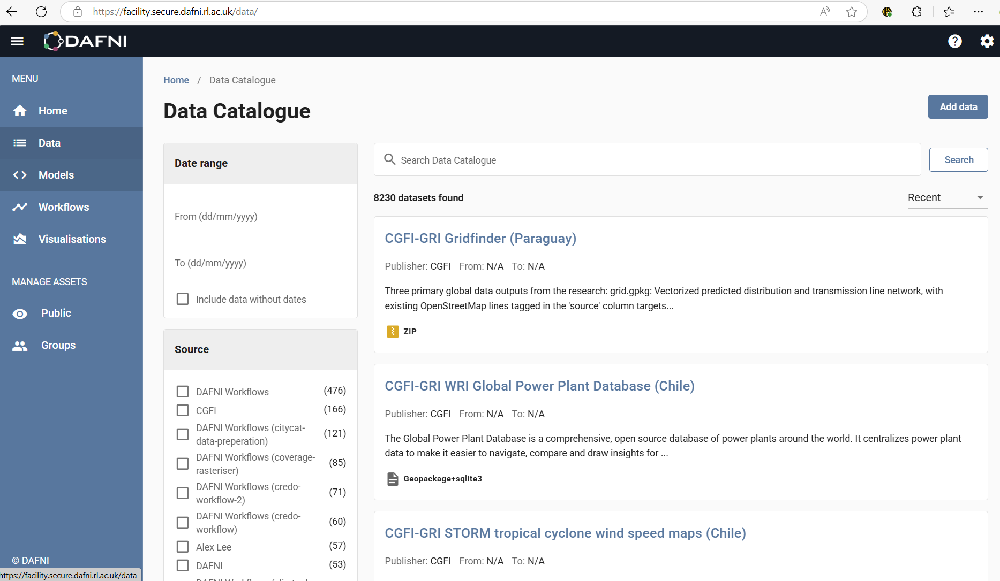 https://facility.secure.dafni.rl.ac.uk/data/
DAFNI
MENU
Home
Data
Models
Workflows
Visualisations
MANAGE ASSETS
Public
Groups
© DAFNI
https://facility.secure.dafni.rl.ac.uk/data
Home / Data Catalogue
Data Catalogue
Add data
Date range
From (dd/mm/yyyy)
To (dd/mm/yyyy)
Include data without dates
Source
DAFNI Workflows (476)
CGFI (166)
DAFNI Workflows (citycat-
data-preperation) (121)
DAFNI Workflows (coverage-
rasteriser) (85)
DAFNI Workflows (credo-
workflow-2) (71)
DAFNI Workflows (credo-
workflow) (60)
Alex Lee (57)
DAFNI (53)
Search Data Catalogue
Search
8230 datasets found
Recent
CGFI-GRI Gridfinder (Paraguay)
Publisher: CGFI From: N/A To: N/A
Three primary global data outputs from the research: grid.gpkg: Vectorized predicted distribution and transmission line network, with
existing OpenStreetMap lines tagged in the 'source' column targets...
ZIP
CGFI-GRI WRI Global Power Plant Database (Chile)
Publisher: CGFI From: N/A To: N/A
The Global Power Plant Database is a comprehensive, open source database of power plants around the world. It centralizes power plant
data to make it easier to navigate, compare and draw insights for ...
Geopackage+sqlite3
CGFI-GRI STORM tropical cyclone wind speed maps (Chile)
Publisher: CGFI From: N/A To: N/A